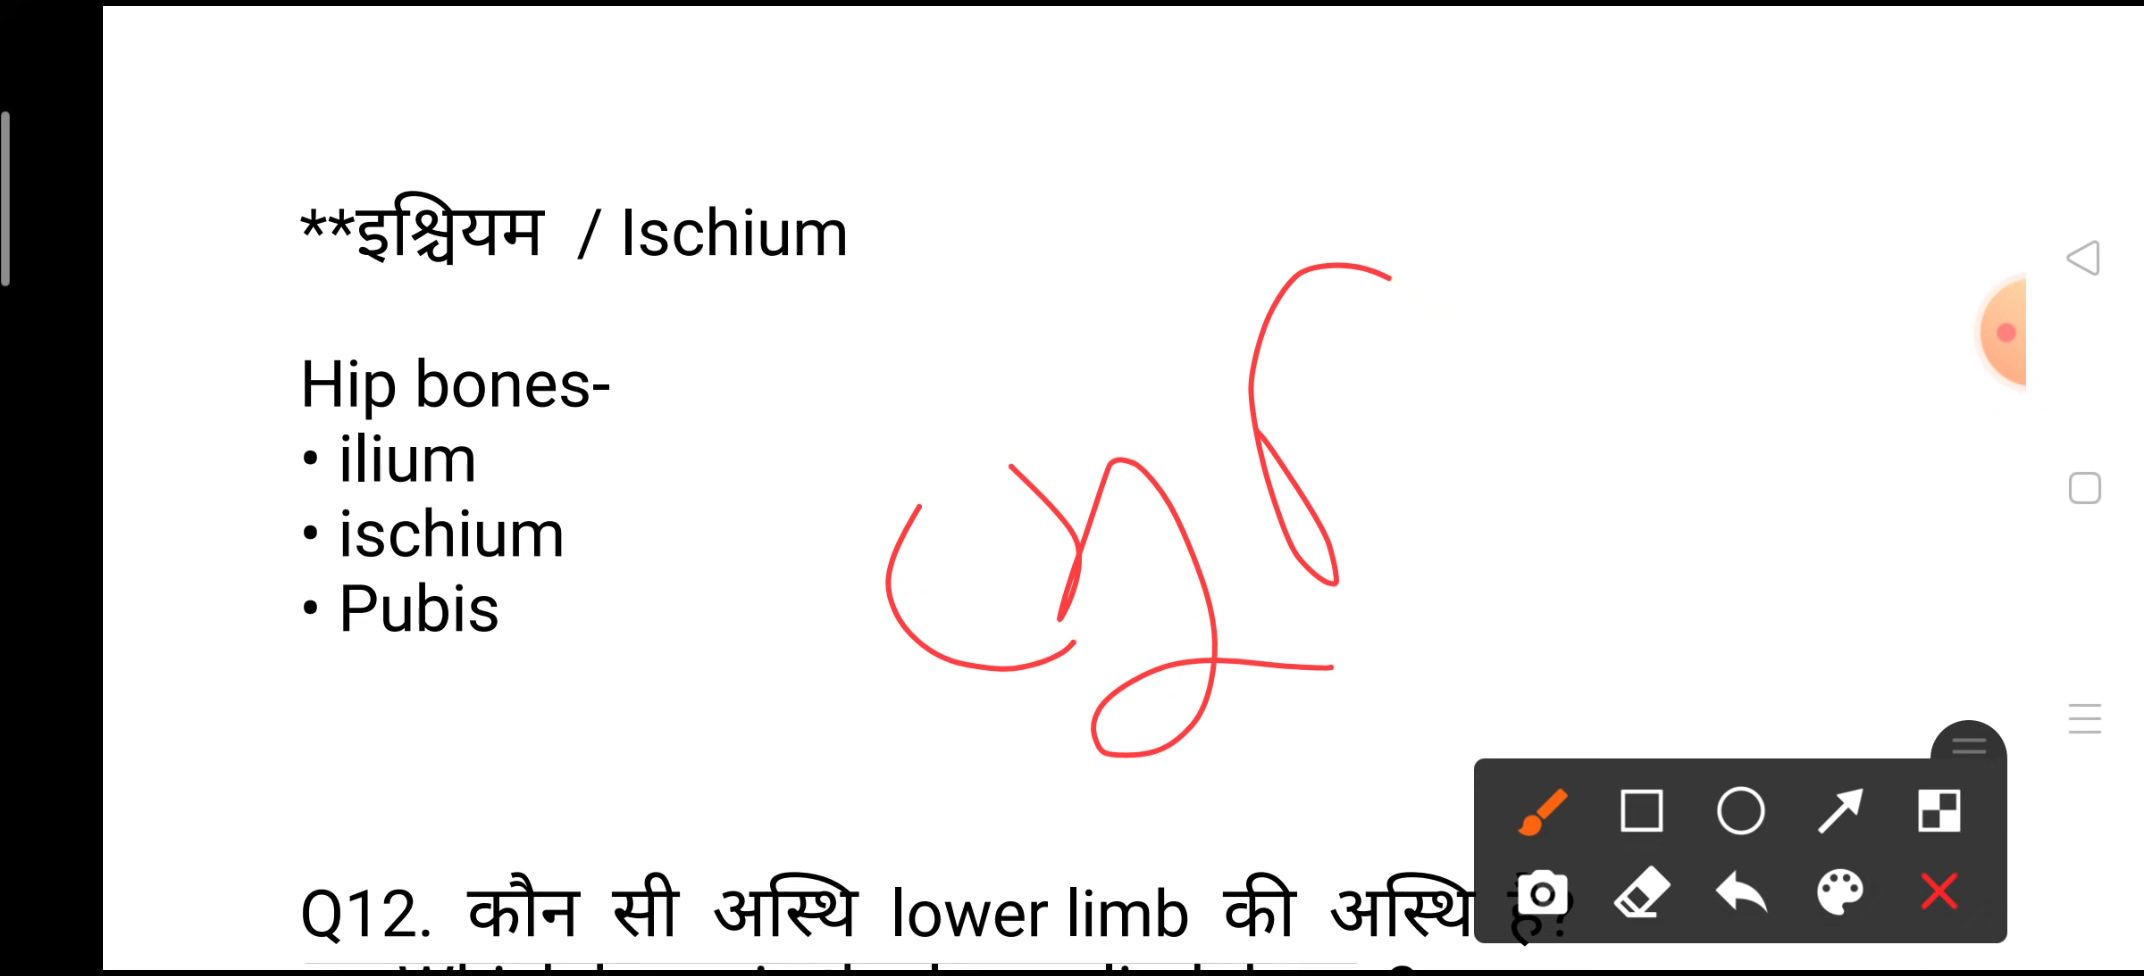 **इश्चियम / Ischium
Hip bones-
• ilium
• ischium
• Pubis
Q12. कौन सी अस्थि lower limb की अस्थि है?